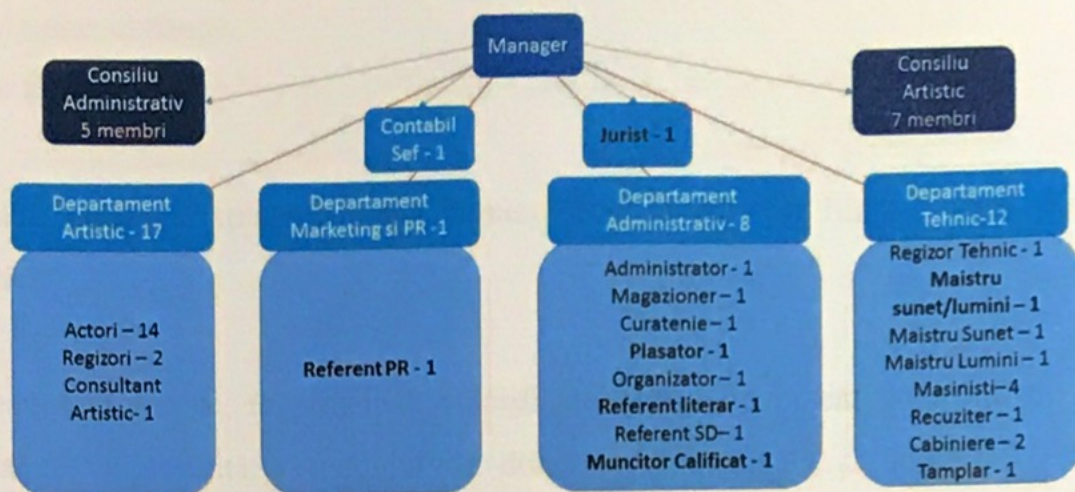 Manager
Consiliu
Administrativ
5 membri
Consiliu
Artistic
7 membri
Contabil
Sef - 1
Jurist - 1
Departament
Artistic - 17
Departament
Marketing si PR -1
Departament
Administrativ - 8
Departament
Tehnic-12
Actori – 14
Regizori – 2
Consultant
Artistic- 1
Referent PR - 1
Administrator - 1
Magazioner – 1
Curatenie – 1
Plasator - 1
Organizator – 1
Referent literar - 1
Referent SD– 1
Muncitor Calificat - 1
Regizor Tehnic - 1
Maistru
sunet/lumini – 1
Maistru Sunet – 1
Maistru Lumini – 1
Masinisti–4
Recuziter – 1
Cabiniere – 2
Tamplar - 1